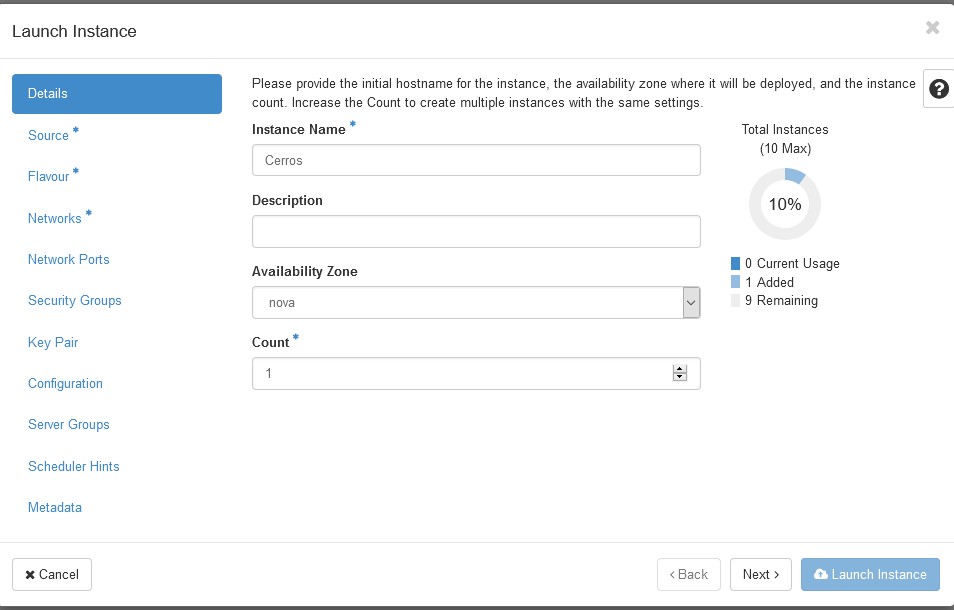 Launch Instance
×
Details
Please provide the initial hostname for the instance, the availability zone where it will be deployed, and the instance
count. Increase the Count to create multiple instances with the same settings.
?
Source *
Flavour *
Networks *
Network Ports
Security Groups
Key Pair
Configuration
Server Groups
Scheduler Hints
Metadata
Instance Name *
Cerros
Description
Availability Zone
nova
Count *
1
Total Instances
(10 Max)
10%
0 Current Usage
1 Added
9 Remaining
× Cancel
‹ Back
Next ›
Launch Instance